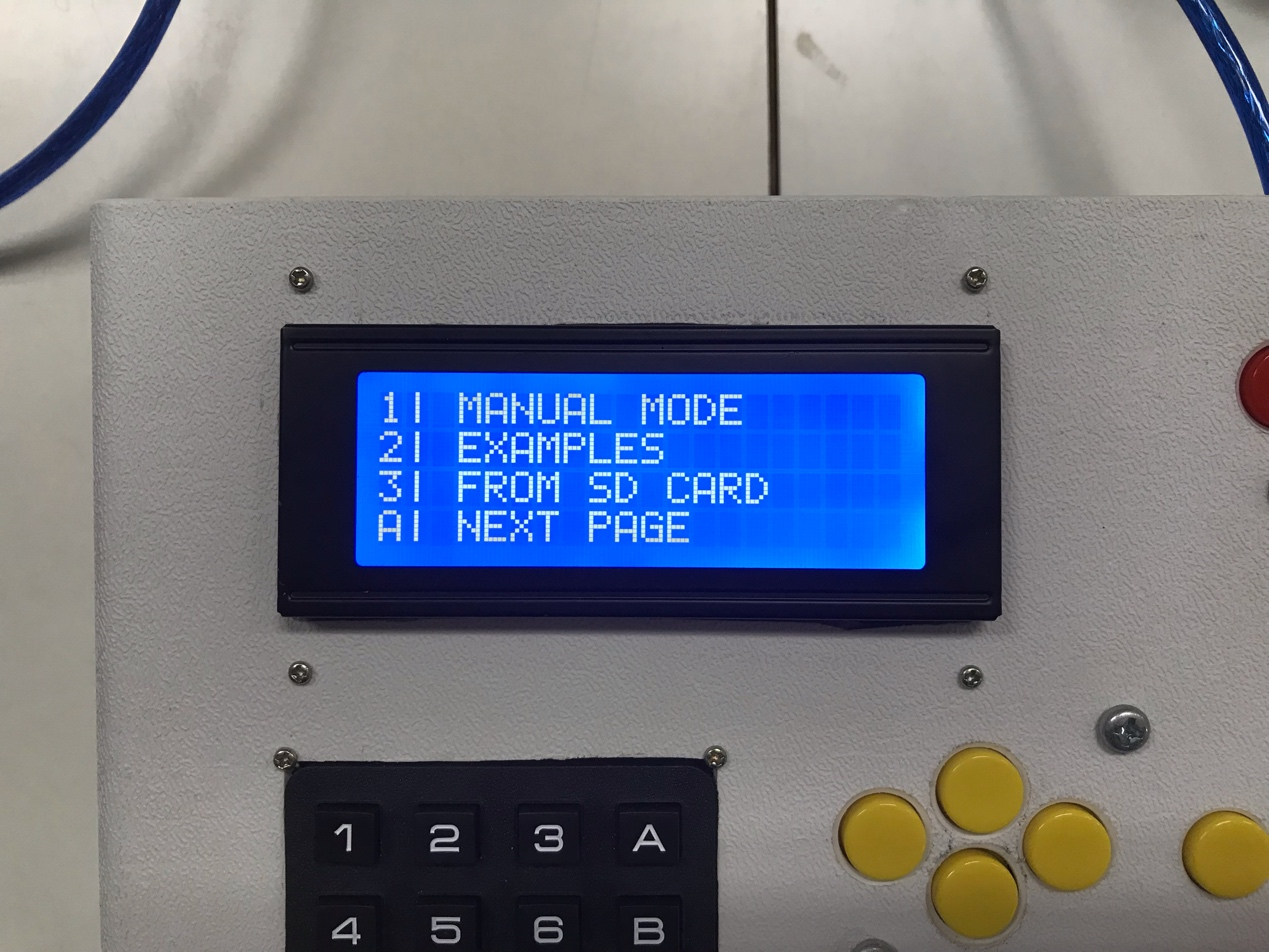 1| MANUAL MODE
2| EXAMPLES
3| FROM SD CARD
A| NEXT PAGE
1 2 3 A
4 5 6 B